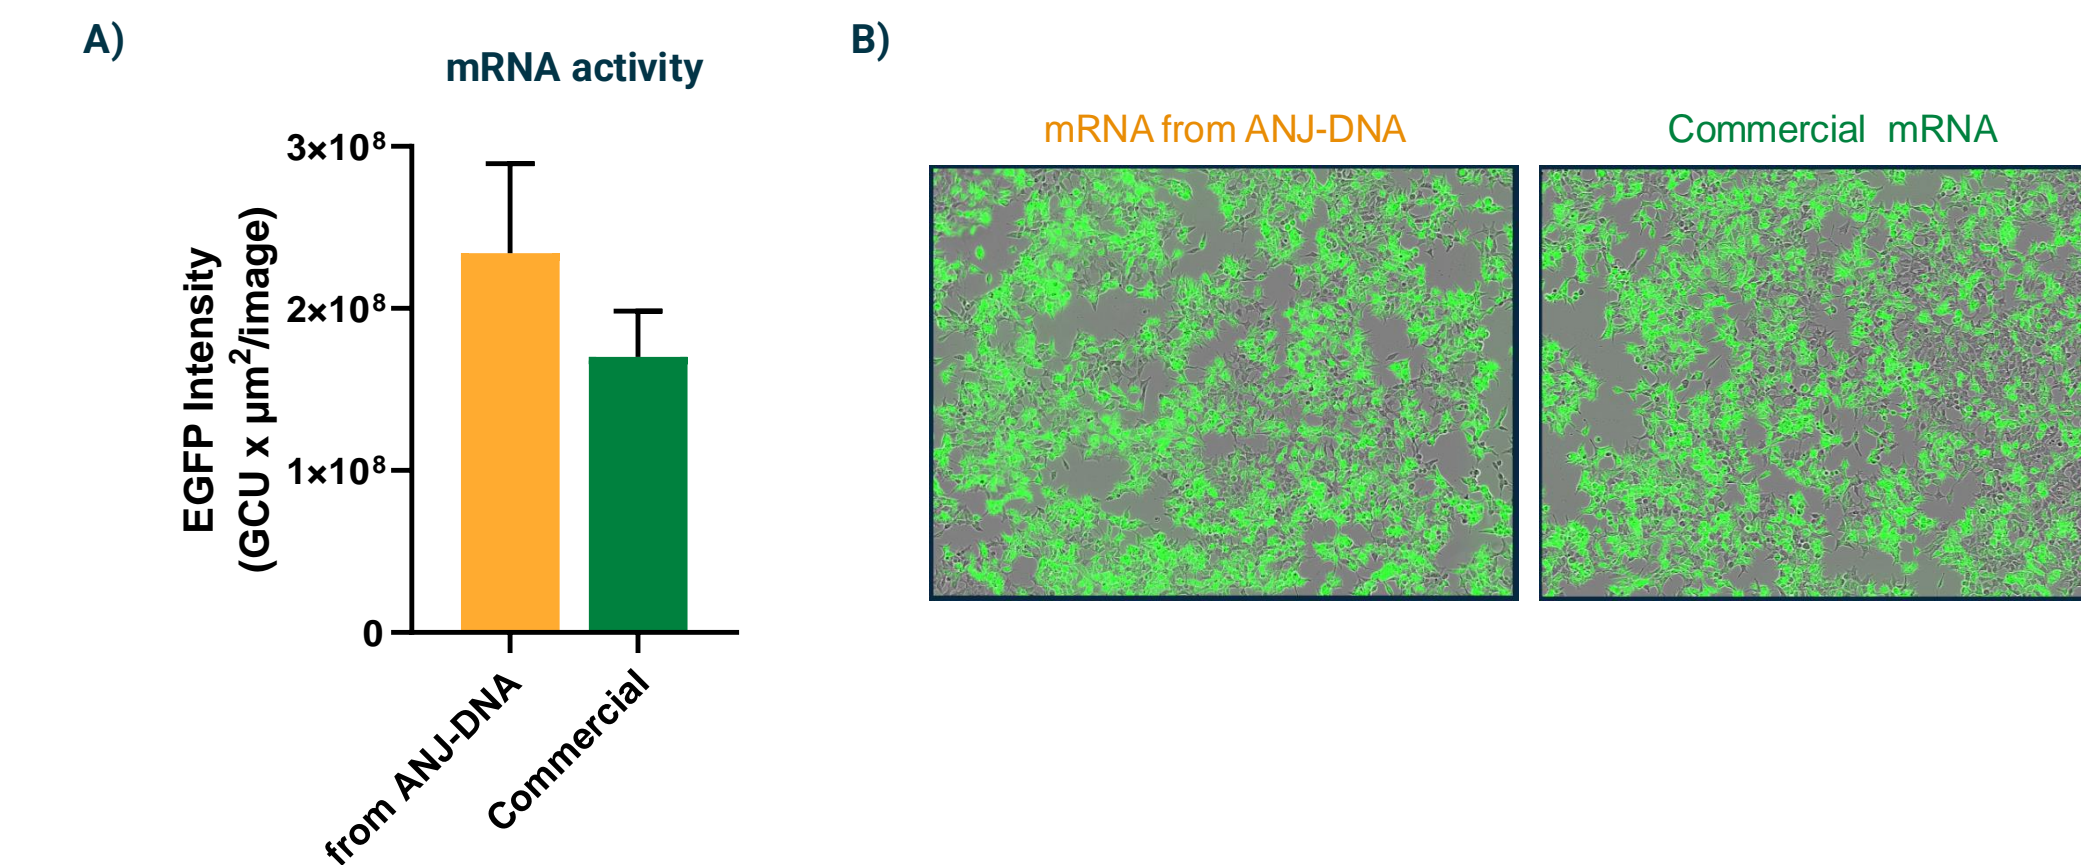 A)
mRNA activity
EGFP Intensity
(GCU x µm²/image)
3×10⁸
2×10⁸
1×10⁸
0
from ANJ-DNA
Commercial
B)
mRNA from ANJ-DNA
Commercial mRNA